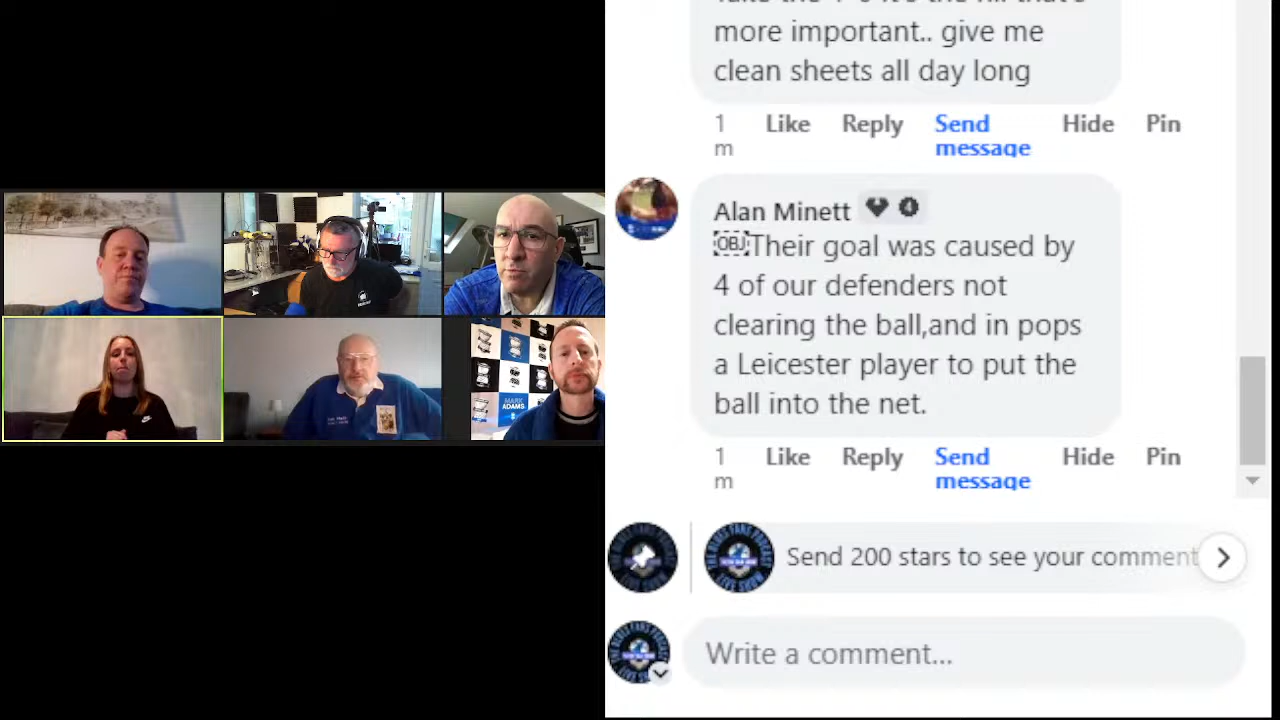 more important.. give me
clean sheets all day long
1 m Like Reply Send message Hide Pin
Alan Minett
OBJ Their goal was caused by
4 of our defenders not
clearing the ball,and in pops
a Leicester player to put the
ball into the net.
1 m Like Reply Send message Hide Pin
Send 200 stars to see your comment
Write a comment...
MARK
ADAMS